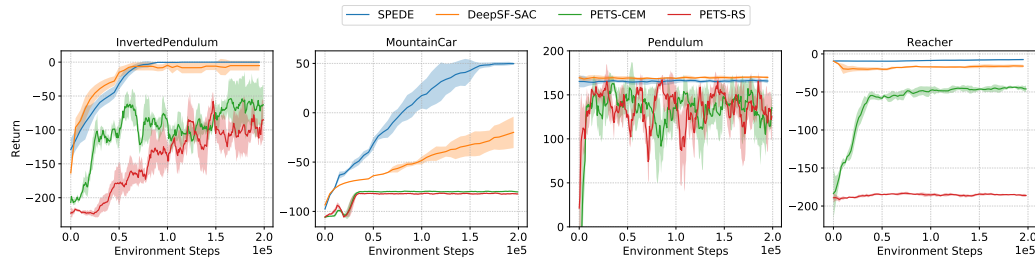 SPEDE DeepSF-SAC PETS-CEM PETS-RS
InvertedPendulum MountainCar Pendulum Reacher
Return
0
−50
−100
−150
−200
0.0 0.5 1.0 1.5 2.0
1e5
Environment Steps
50
0
−50
−100
0.0 0.5 1.0 1.5 2.0
1e5
Environment Steps
200
150
100
50
0
0.0 0.5 1.0 1.5 2.0
1e5
Environment Steps
0
−50
−100
−150
−200
0.0 0.5 1.0 1.5 2.0
1e5
Environment Steps